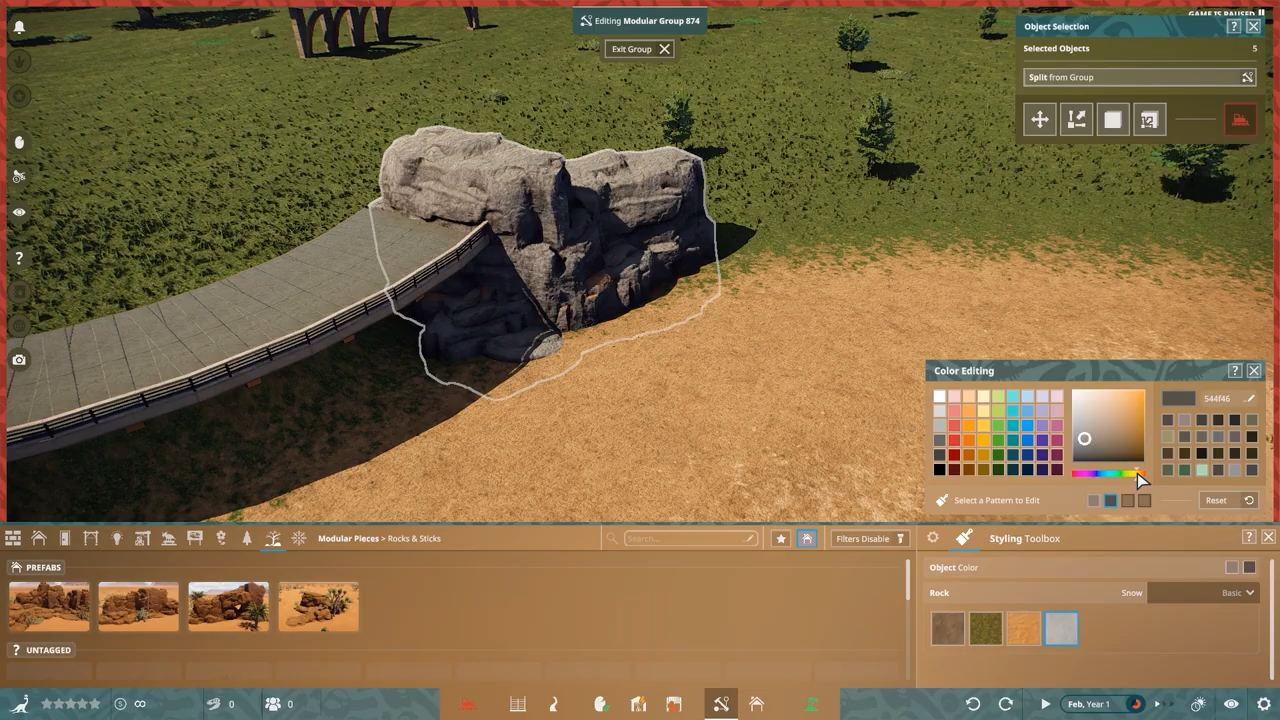 Editing Modular Group 874
GAME IS PAUSED
Exit Group
Object Selection
?
Selected Objects 5
Split from Group
12
Color Editing
?
544f46
Select a Pattern to Edit
Reset
?
Modular Pieces > Rocks & Sticks
Search...
Filters Disable
PREFABS
? UNTAGGED
Styling Toolbox
?
Object Color
Rock Snow Basic
$ ∞ 0 0
Feb, Year 1